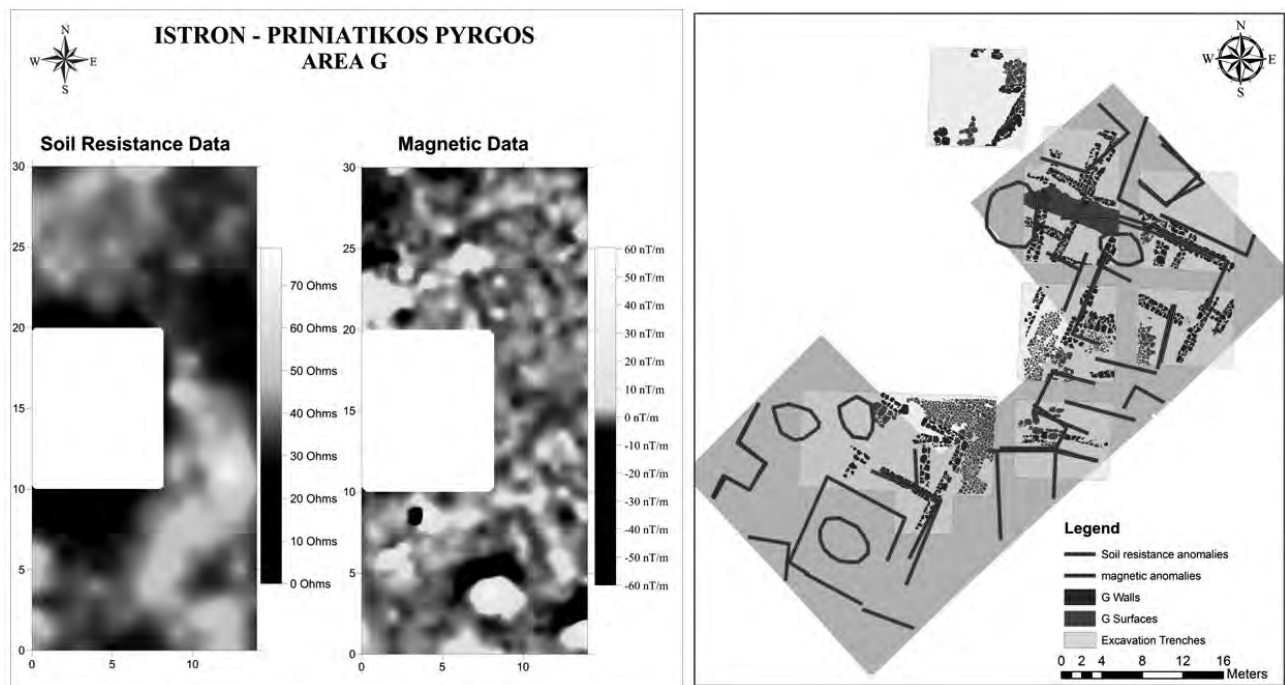 ISTRON - PRINIATIKOS PYRGOS
AREA G
N
W E
S
Soil Resistance Data
30
25
20
15
10
5
0
0 5 10
70 Ohms
60 Ohms
50 Ohms
40 Ohms
30 Ohms
20 Ohms
10 Ohms
0 Ohms
Magnetic Data
30
25
20
15
10
5
0
0 5 10
60 nT/m
50 nT/m
40 nT/m
30 nT/m
20 nT/m
10 nT/m
0 nT/m
-10 nT/m
-20 nT/m
-30 nT/m
-40 nT/m
-50 nT/m
-60 nT/m
N
W E
S
Legend
Soil resistance anomalies
magnetic anomalies
G Walls
G Surfaces
Excavation Trenches
0 2 4 8 12 16
Meters